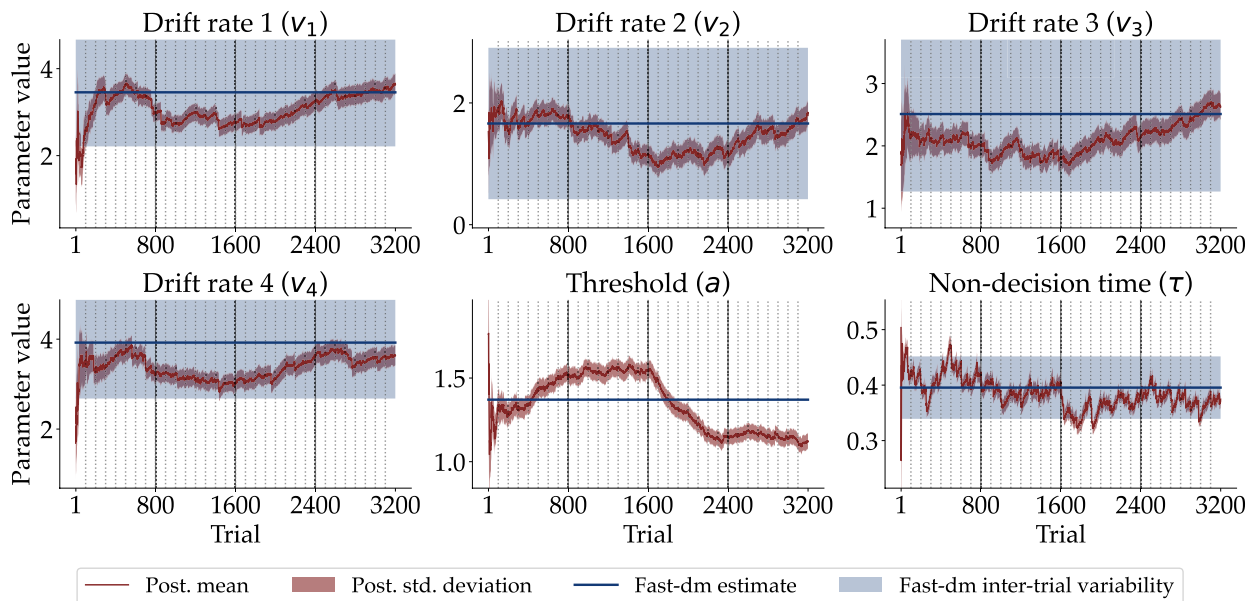 Drift rate 1 (v₁)
Drift rate 2 (v₂)
Drift rate 3 (v₃)
Parameter value
4
2
2
0
3
2
1
1 800 1600 2400 3200
1 800 1600 2400 3200
1 800 1600 2400 3200
Drift rate 4 (v₄)
Threshold (a)
Non-decision time (τ)
Parameter value
4
2
1.5
1.0
0.5
0.4
0.3
1 800 1600 2400 3200
1 800 1600 2400 3200
1 800 1600 2400 3200
Trial
Trial
Trial
Post. mean
Post. std. deviation
Fast-dm estimate
Fast-dm inter-trial variability